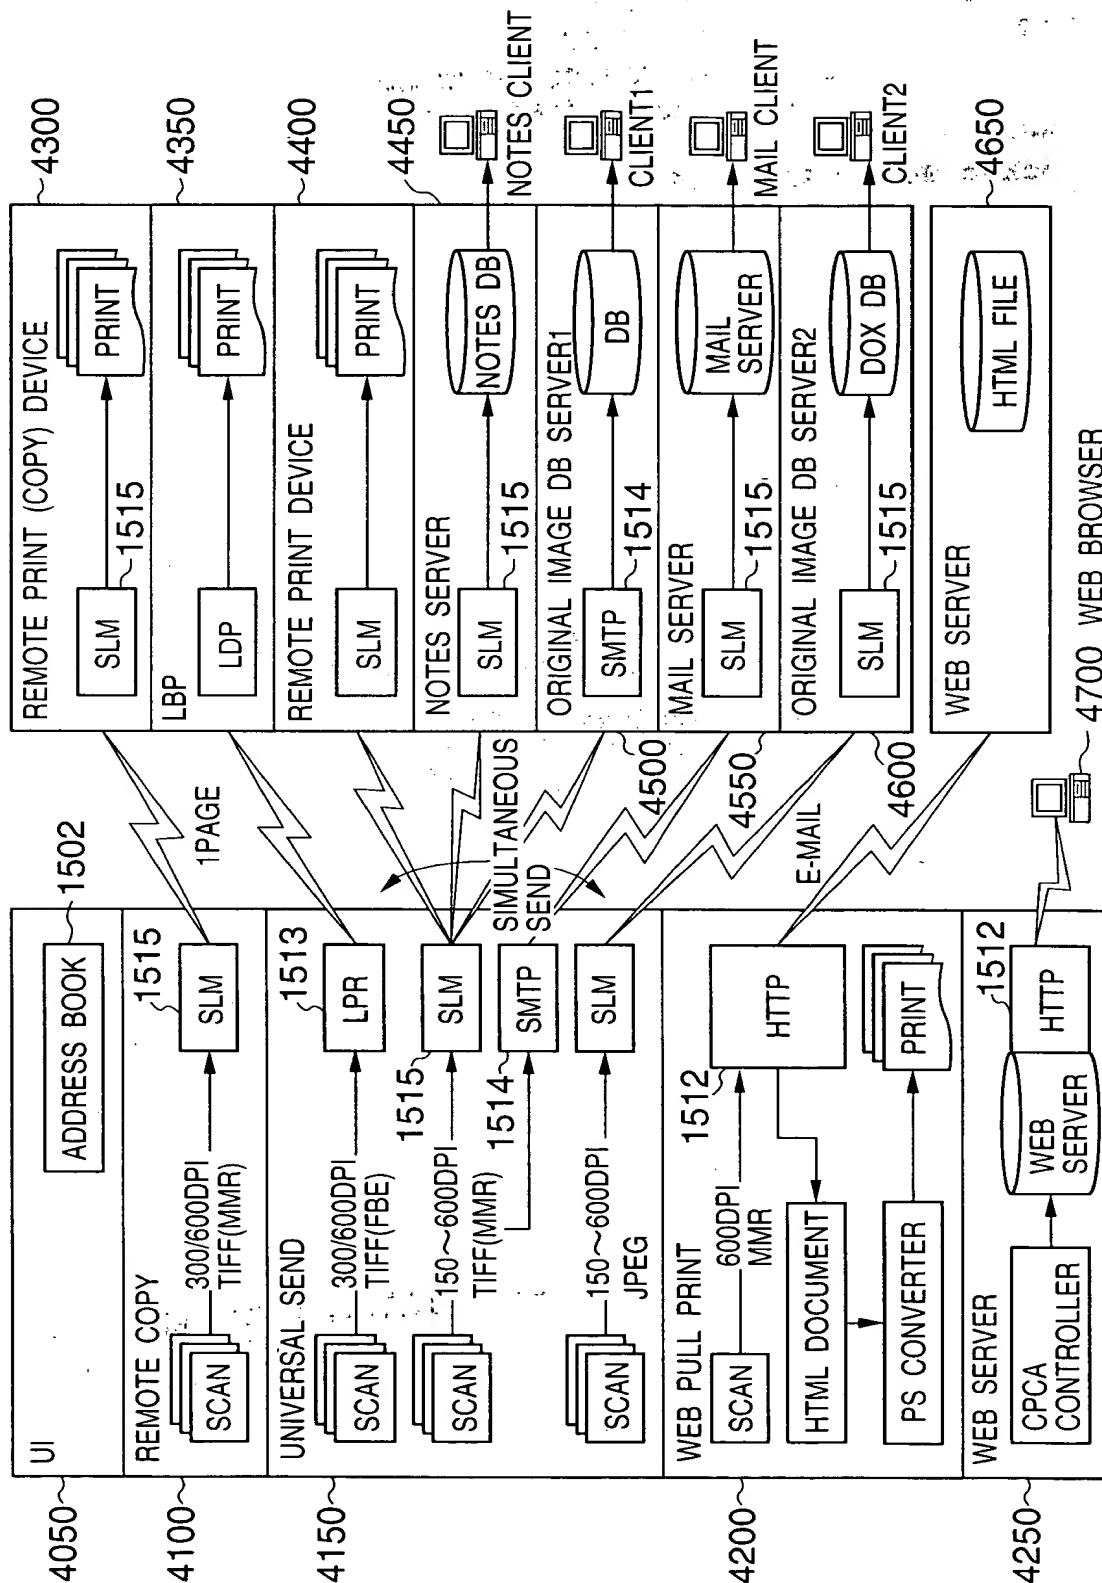 4050
UI
ADDRESS BOOK
1502
4100
REMOTE COPY
SCAN
300/600DPI
TIFF(MMR)
SLM
1515
1PAGE
4150
UNIVERSAL SEND
SCAN
300/600DPI
TIFF(FBE)
LPR
1513
SCAN
150~600DPI
TIFF(MMR)
SLM
1515
SMTP
1514
SCAN
150~600DPI
JPEG
SLM
SIMULTANEOUS
SEND
4200
WEB PULL PRINT
SCAN
600DPI
MMR
1512
HTTP
HTML DOCUMENT
PS CONVERTER
PRINT
E-MAIL
4250
WEB SERVER
CPCA
CONTROLLER
WEB
SERVER
HTTP
1512
4700 WEB BROWSER
REMOTE PRINT (COPY) DEVICE
4300
SLM
1515
PRINT
LBP
4350
LDP
PRINT
REMOTE PRINT DEVICE
4400
SLM
PRINT
NOTES SERVER
4450
SLM
1515
NOTES DB
NOTES CLIENT
ORIGINAL IMAGE DB SERVER1
4500
SMTP
1514
DB
CLIENT1
MAIL SERVER
4550
SLM
1515
MAIL
SERVER
MAIL CLIENT
ORIGINAL IMAGE DB SERVER2
4600
SLM
1515
DOX DB
CLIENT2
WEB SERVER
4650
HTML FILE